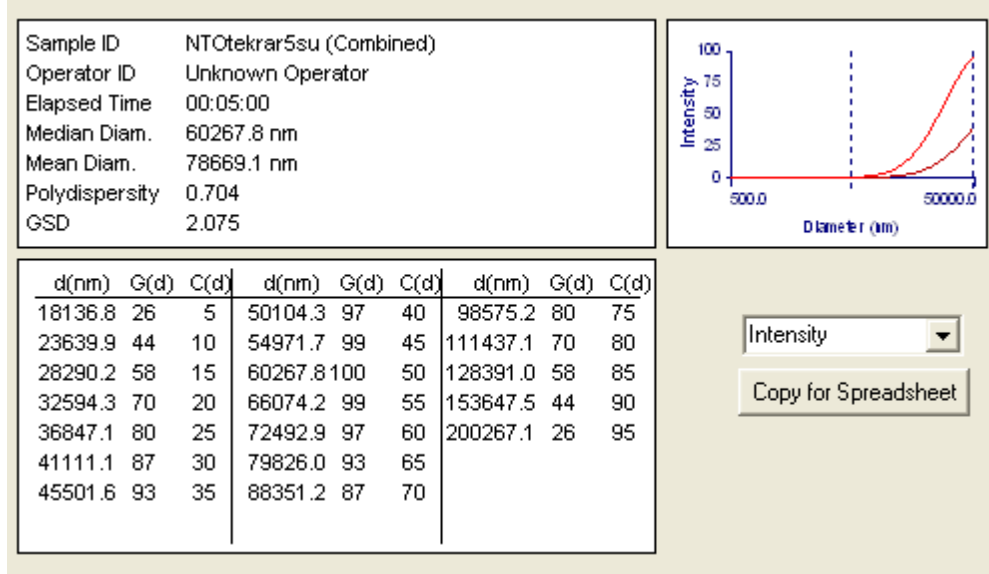 Sample ID NTOtekrar5su (Combined)
Operator ID Unknown Operator
Elapsed Time 00:05:00
Median Diam. 60267.8 nm
Mean Diam. 78669.1 nm
Polydispersity 0.704
GSD 2.075
100
75
50
25
0
Intensity
500.0 50000.0
Diameter (nm)
d(nm) G(d) C(d) d(nm) G(d) C(d) d(nm) G(d) C(d)
18136.8 26 5 50104.3 97 40 98575.2 80 75
23639.9 44 10 54971.7 99 45 111437.1 70 80
28290.2 58 15 60267.8 100 50 128391.0 58 85
32594.3 70 20 66074.2 99 55 153647.5 44 90
36847.1 80 25 72492.9 97 60 200267.1 26 95
41111.1 87 30 79826.0 93 65
45501.6 93 35 88351.2 87 70
Intensity
Copy for Spreadsheet